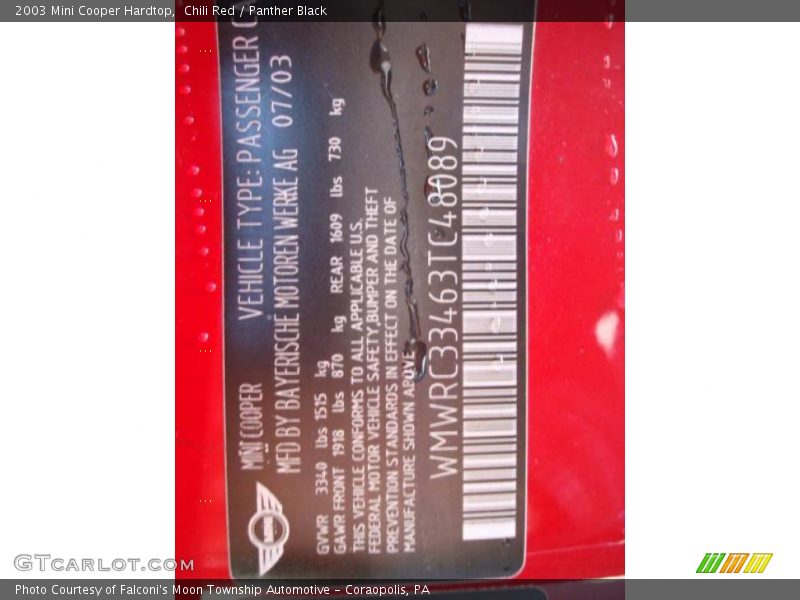 2003 Mini Cooper Hardtop,  Chili Red / Panther Black
MINI COOPER VEHICLE TYPE: PASSENGER
MFD BY BAYERISCHE MOTOREN WERKE AG 07/03
GVWR 3340 lbs 1515 kg
GAWR FRONT 1918 lbs 870 kg REAR 1609 lbs 730 kg
THIS VEHICLE CONFORMS TO ALL APPLICABLE U.S.
FEDERAL MOTOR VEHICLE SAFETY,BUMPER AND THEFT
PREVENTION STANDARDS IN EFFECT ON THE DATE OF
MANUFACTURE SHOWN ABOVE
WMWRC33463TC48089
GTCARLOT.COM
Photo Courtesy of Falconi's Moon Township Automotive - Coraopolis, PA